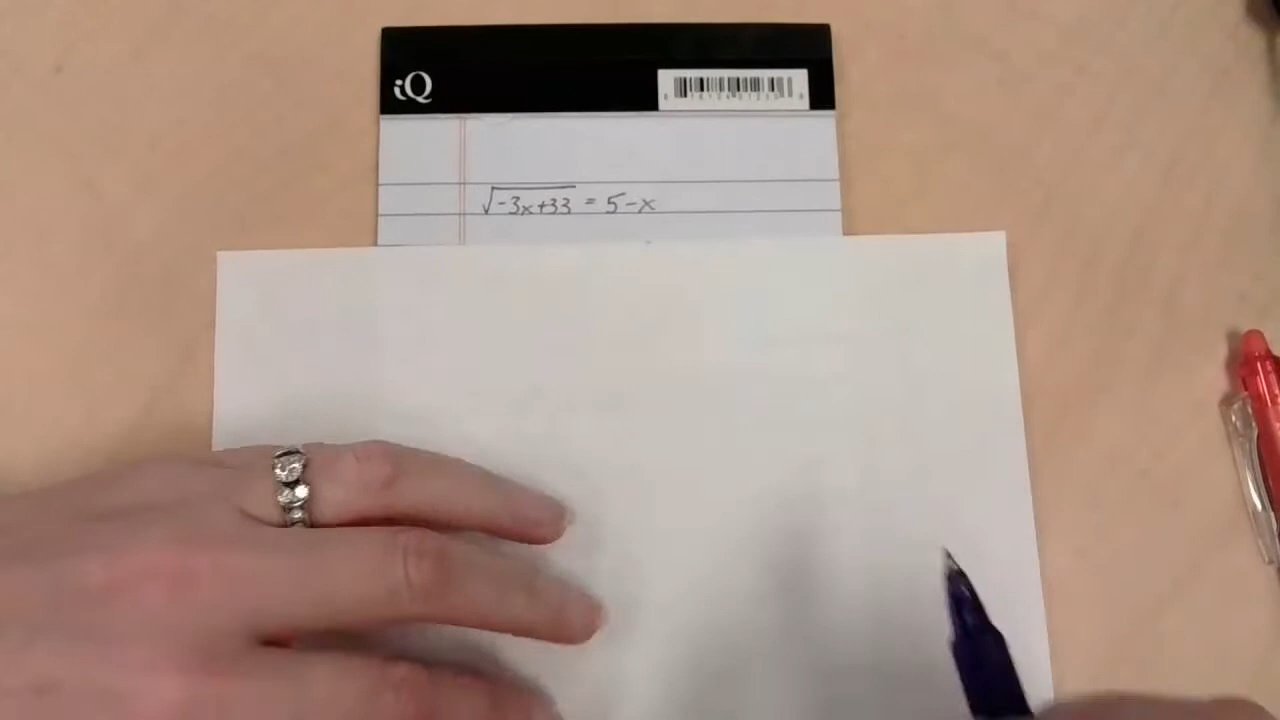 iQ
√-3x+33 = 5-x